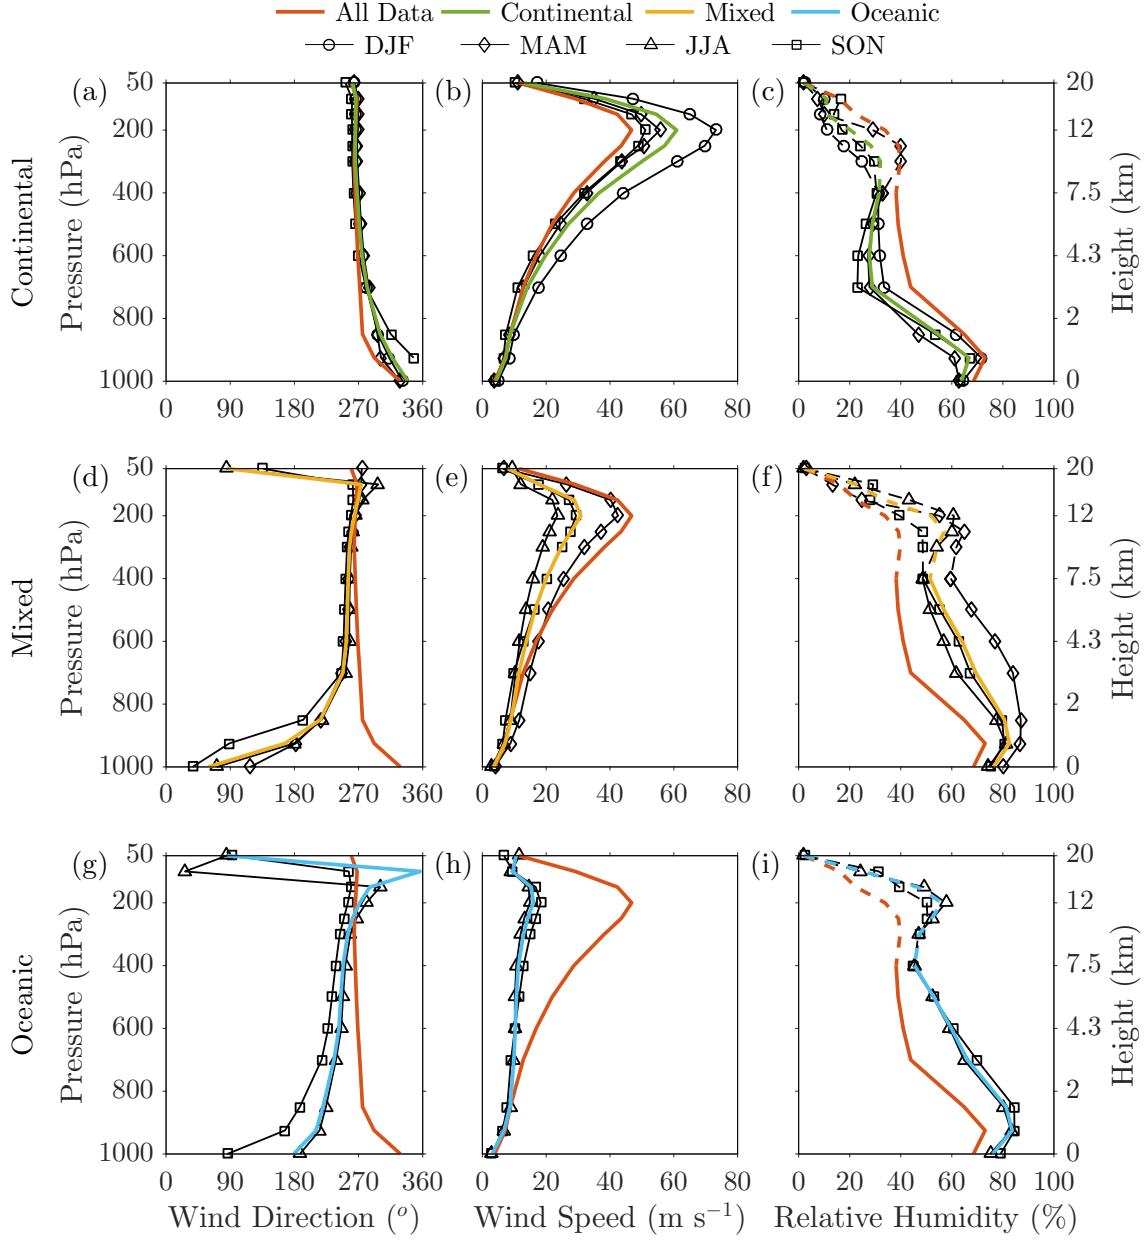 All Data Continental Mixed Oceanic
DJF MAM JJA SON
(a) (b) (c)
Continental
Pressure (hPa)
50
200
400
600
800
1000
0 90 180 270 360
0 20 40 60 80
0 20 40 60 80 100
20
12
7.5
4.3
2
0
Height (km)
(d) (e) (f)
Mixed
Pressure (hPa)
50
200
400
600
800
1000
0 90 180 270 360
0 20 40 60 80
0 20 40 60 80 100
20
12
7.5
4.3
2
0
Height (km)
(g) (h) (i)
Oceanic
Pressure (hPa)
50
200
400
600
800
1000
0 90 180 270 360
0 20 40 60 80
0 20 40 60 80 100
20
12
7.5
4.3
2
0
Height (km)
Wind Direction (º) Wind Speed (m s⁻¹) Relative Humidity (%)